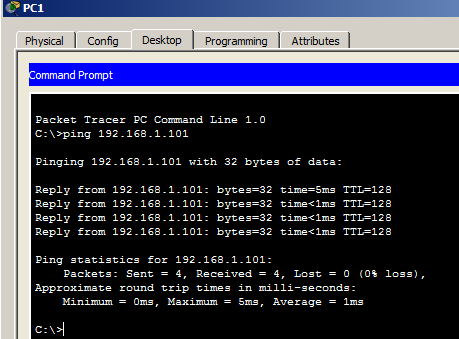 PC1
Physical Config Desktop Programming Attributes
Command Prompt
Packet Tracer PC Command Line 1.0
C:\>ping 192.168.1.101
Pinging 192.168.1.101 with 32 bytes of data:
Reply from 192.168.1.101: bytes=32 time=5ms TTL=128
Reply from 192.168.1.101: bytes=32 time<1ms TTL=128
Reply from 192.168.1.101: bytes=32 time<1ms TTL=128
Reply from 192.168.1.101: bytes=32 time<1ms TTL=128
Ping statistics for 192.168.1.101:
Packets: Sent = 4, Received = 4, Lost = 0 (0% loss),
Approximate round trip times in milli-seconds:
Minimum = 0ms, Maximum = 5ms, Average = 1ms
C:\>